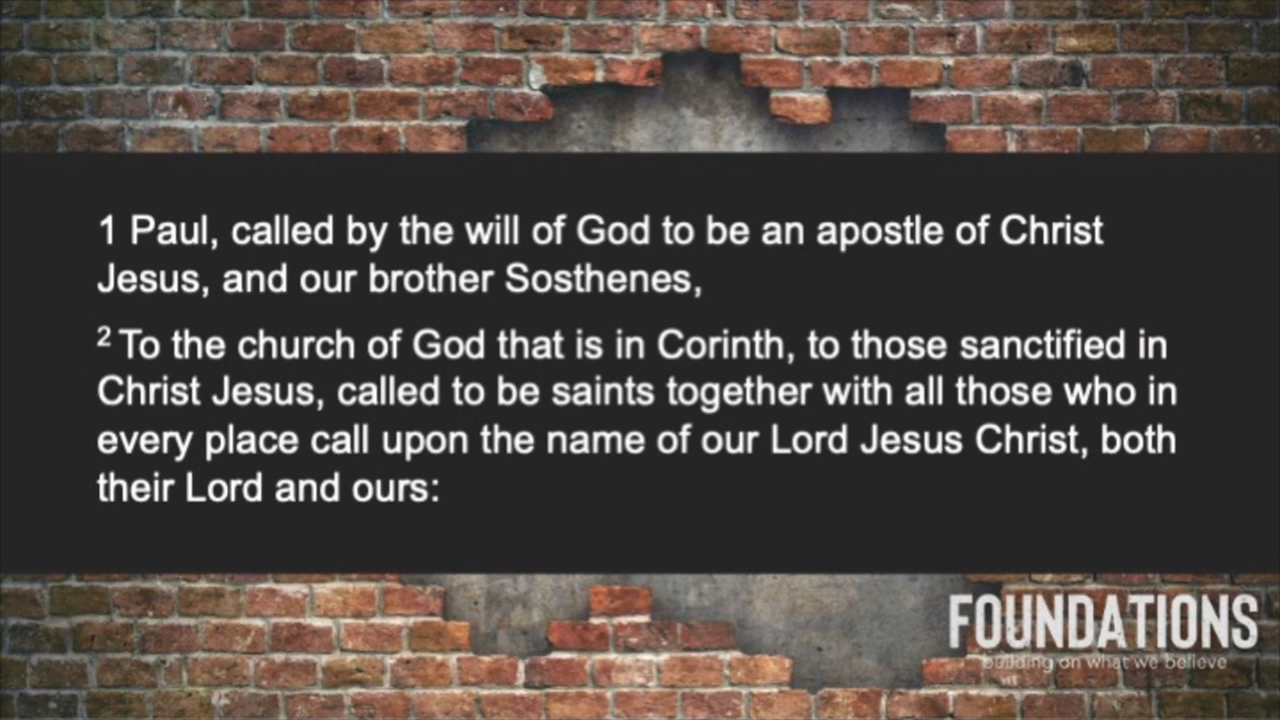 1 Paul, called by the will of God to be an apostle of Christ
Jesus, and our brother Sosthenes,
² To the church of God that is in Corinth, to those sanctified in
Christ Jesus, called to be saints together with all those who in
every place call upon the name of our Lord Jesus Christ, both
their Lord and ours:
FOUNDATIONS
building on what we believe